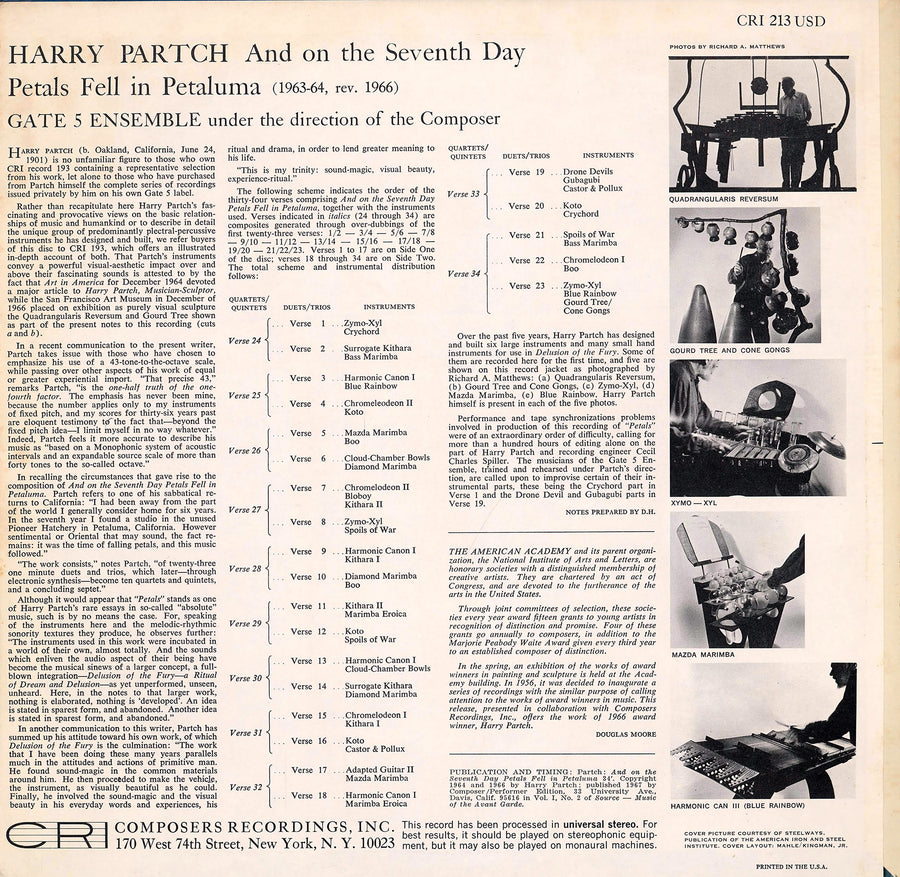 CRI 213 USD
HARRY PARTCH And on the Seventh Day
Petals Fell in Petaluma (1963-64, rev. 1966)
GATE 5 ENSEMBLE under the direction of the Composer
HARRY PARTCH (b. Oakland, California, June 24,
1901) is no unfamiliar figure to those who own
CRI record 193 containing a representative selection
from his work, let alone to those who have purchased
from Partch himself the complete series of recordings
issued privately by him on his own Gate 5 label.
Rather than recapitulate here Harry Partch's fas-
cinating and provocative views on the basic relation-
ships of music and humankind or to describe in detail
the unique group of predominantly plectral-percussive
instruments he has designed and built, we refer buyers
of this disc to CRI 193, which offers an illustrated
in-depth account of both. That Partch's instruments
convey a powerful visual-aesthetic impact over and
above their fascinating sounds is attested to by the
fact that Art in America for December 1964 devoted
a major article to Harry Partch, Musician-Sculptor,
while the San Francisco Art Museum in December of
1966 placed on exhibition as purely visual sculpture
the Quadrangularis Reversum and Gourd Tree shown
as part of the present notes to this recording (cuts
a and b).
In a recent communication to the present writer,
Partch takes issue with those who have chosen to
emphasize his use of a 43-tone-to-the-octave scale,
while passing over other aspects of his work of equal
or greater experiential import. "That precise 43,"
remarks Partch, "is the one-half truth of the one-
fourth factor. The emphasis has never been mine,
because the number applies only to my instruments
of fixed pitch, and my scores for thirty-six years past
are eloquent testimony to the fact that—beyond the
fixed pitch idea—I limit myself in no way whatever."
Indeed, Partch feels it more accurate to describe his
music as "based on a Monophonic system of acoustic
intervals and an expandable source scale of more than
forty tones to the so-called octave."
In recalling the circumstances that gave rise to the
composition of And on the Seventh Day Petals Fell in
Petaluma. Partch refers to one of his sabbatical re-
turns to California: "I had been away from the part
of the world I generally consider home for six years.
In the seventh year I found a studio in the unused
Pioneer Hatchery in Petaluma, California. However
sentimental or Oriental that may sound, the fact re-
mains: it was the time of falling petals, and this music
followed."
"The work consists," notes Partch, "of twenty-three
one minute duets and trios, which later—through
electronic synthesis—become ten quartets and quintets,
and a concluding septet."
Although it would appear that "Petals" stands as one
of Harry Partch's rare essays in so-called "absolute"
music, such is by no means the case. For, speaking
of the instruments here and the melodic-rhythmic
sonority textures they produce, he observes further:
"The instruments used in this work were incubated in
a world of their own, almost totally. And the sounds
which enliven the audio aspect of their being have
become the musical sinews of a larger concept, a full-
blown integration—Delusion of the Fury—a Ritual
of Dream and Delusion—as yet unperformed, unseen,
unheard. Here, in the notes to that larger work,
nothing is elaborated, nothing is 'developed'. An idea
is stated in sparest form, and abandoned. Another idea
is stated in sparest form, and abandoned."
In another communication to this writer, Partch has
summed up his attitude toward his own work, of which
Delusion of the Fury is the culmination: "The work
that I have been doing these many years parallels
much in the attitudes and actions of primitive man.
He found sound-magic in the common materials
around him. He then proceeded to make the vehicle,
the instrument, as visually beautiful as he could.
Finally, he involved the sound-magic and the visual
beauty in his everyday words and experiences, his
ritual and drama, in order to lend greater meaning to
his life.
"This is my trinity: sound-magic, visual beauty,
experience-ritual."
The following scheme indicates the order of the
thirty-four verses comprising And on the Seventh Day
Petals Fell in Petaluma, together with the instruments
used. Verses indicated in italics (24 through 34) are
composites generated through over-dubbings of the
first twenty-three verses: 1/2 — 3/4 — 5/6 — 7/8
— 9/10 — 11/12 — 13/14 — 15/16 — 17/18 —
19/20 — 21/22/23. Verses 1 to 17 are on Side One
of the disc; verses 18 through 34 are on Side Two.
The total scheme and instrumental distribution
follows:
QUARTETS/
QUINTETS DUETS/TRIOS INSTRUMENTS
Verse 24
... Verse 1 ... Zymo-Xyl
Crychord
... Verse 2 ... Surrogate Kithara
Bass Marimba
Verse 25
... Verse 3 ... Harmonic Canon I
Blue Rainbow
... Verse 4 ... Chromeleodeon II
Koto
Verse 26
... Verse 5 ... Mazda Marimba
Boo
... Verse 6 ... Cloud-Chamber Bowls
Diamond Marimba
Verse 27
... Verse 7 ... Chromelodeon II
Bloboy
Kithara II
... Verse 8 ... Zymo-Xyl
Spoils of War
Verse 28
... Verse 9 ... Harmonic Canon I
Kithara I
... Verse 10 ... Diamond Marimba
Boo
Verse 29
... Verse 11 ... Kithara II
Marimba Eroica
... Verse 12 ... Koto
Spoils of War
Verse 30
... Verse 13 ... Harmonic Canon I
Cloud-Chamber Bowls
... Verse 14 ... Surrogate Kithara
Diamond Marimba
Verse 31
... Verse 15 ... Chromelodeon I
Kithara I
... Verse 16 ... Koto
Castor & Pollux
Verse 32
... Verse 17 ... Adapted Guitar II
Mazda Marimba
... Verse 18 ... Harmonic Canon I
Marimba Eroica
QUARTETS/
QUINTETS DUETS/TRIOS INSTRUMENTS
Verse 33
... Verse 19 ... Drone Devils
Gubagubi
Castor & Pollux
... Verse 20 ... Koto
Crychord
Verse 34
... Verse 21 ... Spoils of War
Bass Marimba
... Verse 22 ... Chromelodeon I
Boo
... Verse 23 ... Zymo-Xyl
Blue Rainbow
Gourd Tree/
Cone Gongs
Over the past five years, Harry Partch has designed
and built six large instruments and many small hand
instruments for use in Delusion of the Fury. Some of
them are recorded here for the first time, and five are
shown on this record jacket as photographed by
Richard A. Matthews: (a) Quadrangularis Reversum,
(b) Gourd Tree and Cone Gongs, (c) Zymo-Xyl, (d)
Mazda Marimba, (e) Blue Rainbow. Harry Partch
himself is present in each of the five photos.
Performance and tape synchronizations problems
involved in production of this recording of "Petals"
were of an extraordinary order of difficulty, calling for
more than a hundred hours of editing alone on the
part of Harry Partch and recording engineer Cecil
Charles Spiller. The musicians of the Gate 5 En-
semble, trained and rehearsed under Partch's direc-
tion, are called upon to improvise certain of their in-
strumental parts, these being the Crychord part in
Verse 1 and the Drone Devil and Gubagubi parts in
Verse 19.
NOTES PREPARED BY D.H.
THE AMERICAN ACADEMY and its parent organi-
zation, the National Institute of Arts and Letters, are
honorary societies with a distinguished membership of
creative artists. They are chartered by an act of
Congress, and are devoted to the furtherance of the
arts in the United States.
Through joint committees of selection, these socie-
ties every year award fifteen grants to young artists in
recognition of distinction and promise. Four of these
grants go annually to composers, in addition to the
Marjorie Peabody Waite Award given every third year
to an established composer of distinction.
In the spring, an exhibition of the works of award
winners in painting and sculpture is held at the Acad-
emy building. In 1956, it was decided to inaugurate a
series of recordings with the similar purpose of calling
attention to the works of award winners in music. This
release, presented in collaboration with Composers
Recordings, Inc., offers the work of 1966 award
winner, Harry Partch.
DOUGLAS MOORE
PUBLICATION AND TIMING: Partch: And on the
Seventh Day Petals Fell in Petaluma 34'. Copyright
1964 and 1966 by Harry Partch; published 1967 by
Composer/Performer Edition, 33 University Ave.,
Davis, Calif. 95616 in Vol. I, No. 2 of Source — Music
of the Avant Garde.
PHOTOS BY RICHARD A. MATTHEWS
QUADRANGULARIS REVERSUM
GOURD TREE AND CONE GONGS
XYMO—XYL
MAZDA MARIMBA
HARMONIC CAN III (BLUE RAINBOW)
CRI COMPOSERS RECORDINGS, INC.
170 West 74th Street, New York, N. Y. 10023
This record has been processed in universal stereo. For
best results, it should be played on stereophonic equip-
ment, but it may also be played on monaural machines.
COVER PICTURE COURTESY OF STEELWAYS,
PUBLICATION OF THE AMERICAN IRON AND STEEL
INSTITUTE. COVER LAYOUT: MAHLE/KINGMAN, JR.
PRINTED IN THE U.S.A.